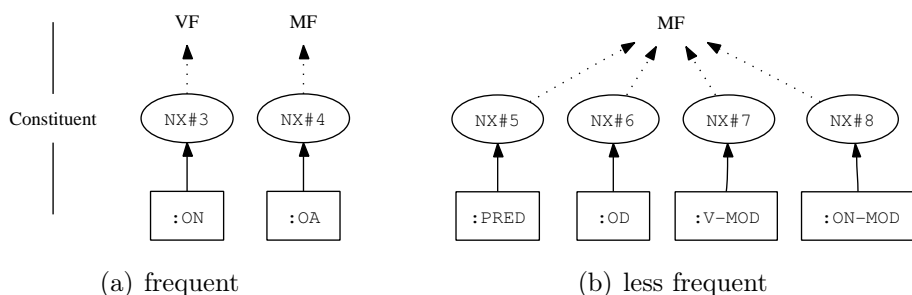 VF MF MF
Constituent NX#3 NX#4 NX#5 NX#6 NX#7 NX#8
:ON :OA :PRED :OD :V-MOD :ON-MOD
(a) frequent (b) less frequent